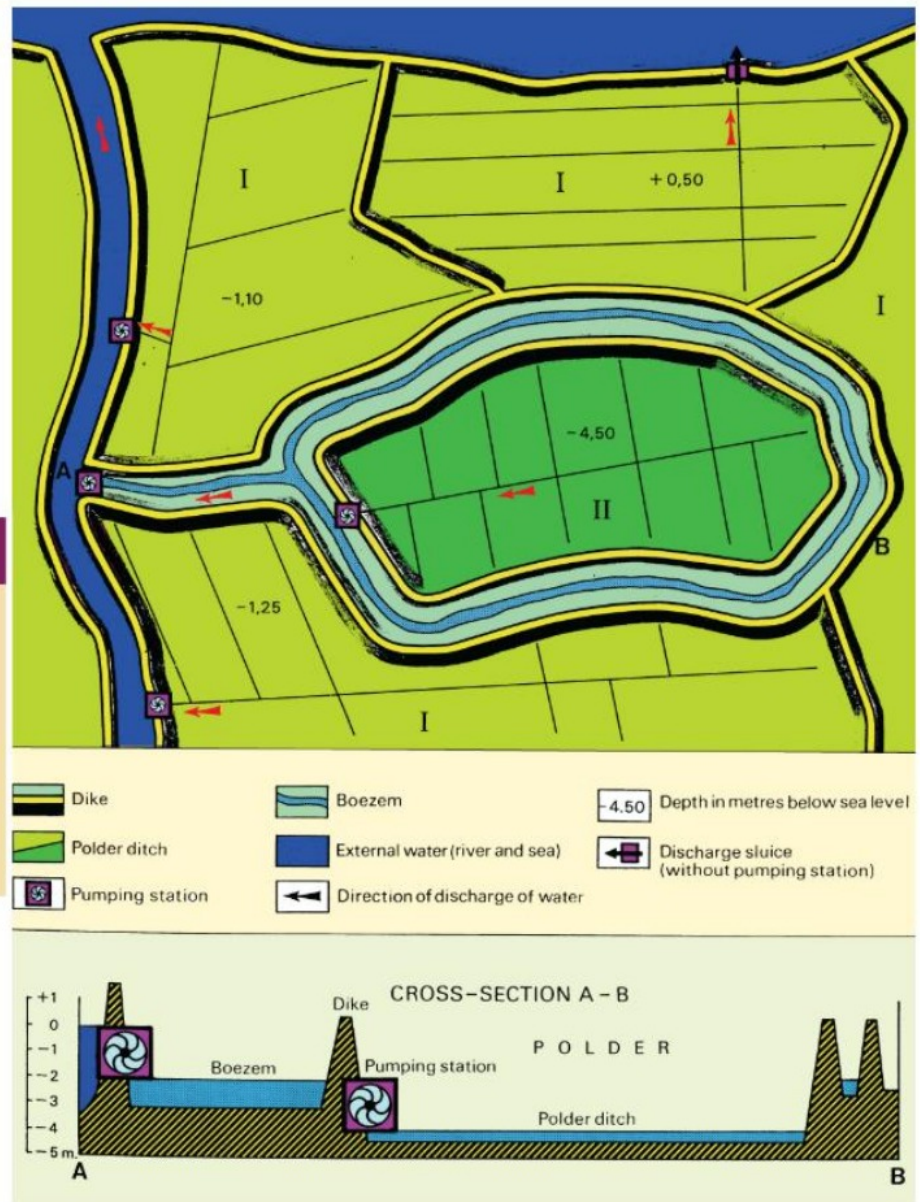 I
I
+0,50
-1,10
I
A
-4,50
II
B
-1,25
I
Dike
Boezem
-4.50
Depth in metres below sea level
Polder ditch
External water (river and sea)
Discharge sluice
(without pumping station)
Pumping station
Direction of discharge of water
CROSS-SECTION A-B
+1
0
-1
-2
-3
-4
-5 m.
Dike
POLDER
Boezem
Pumping station
Polder ditch
A
B